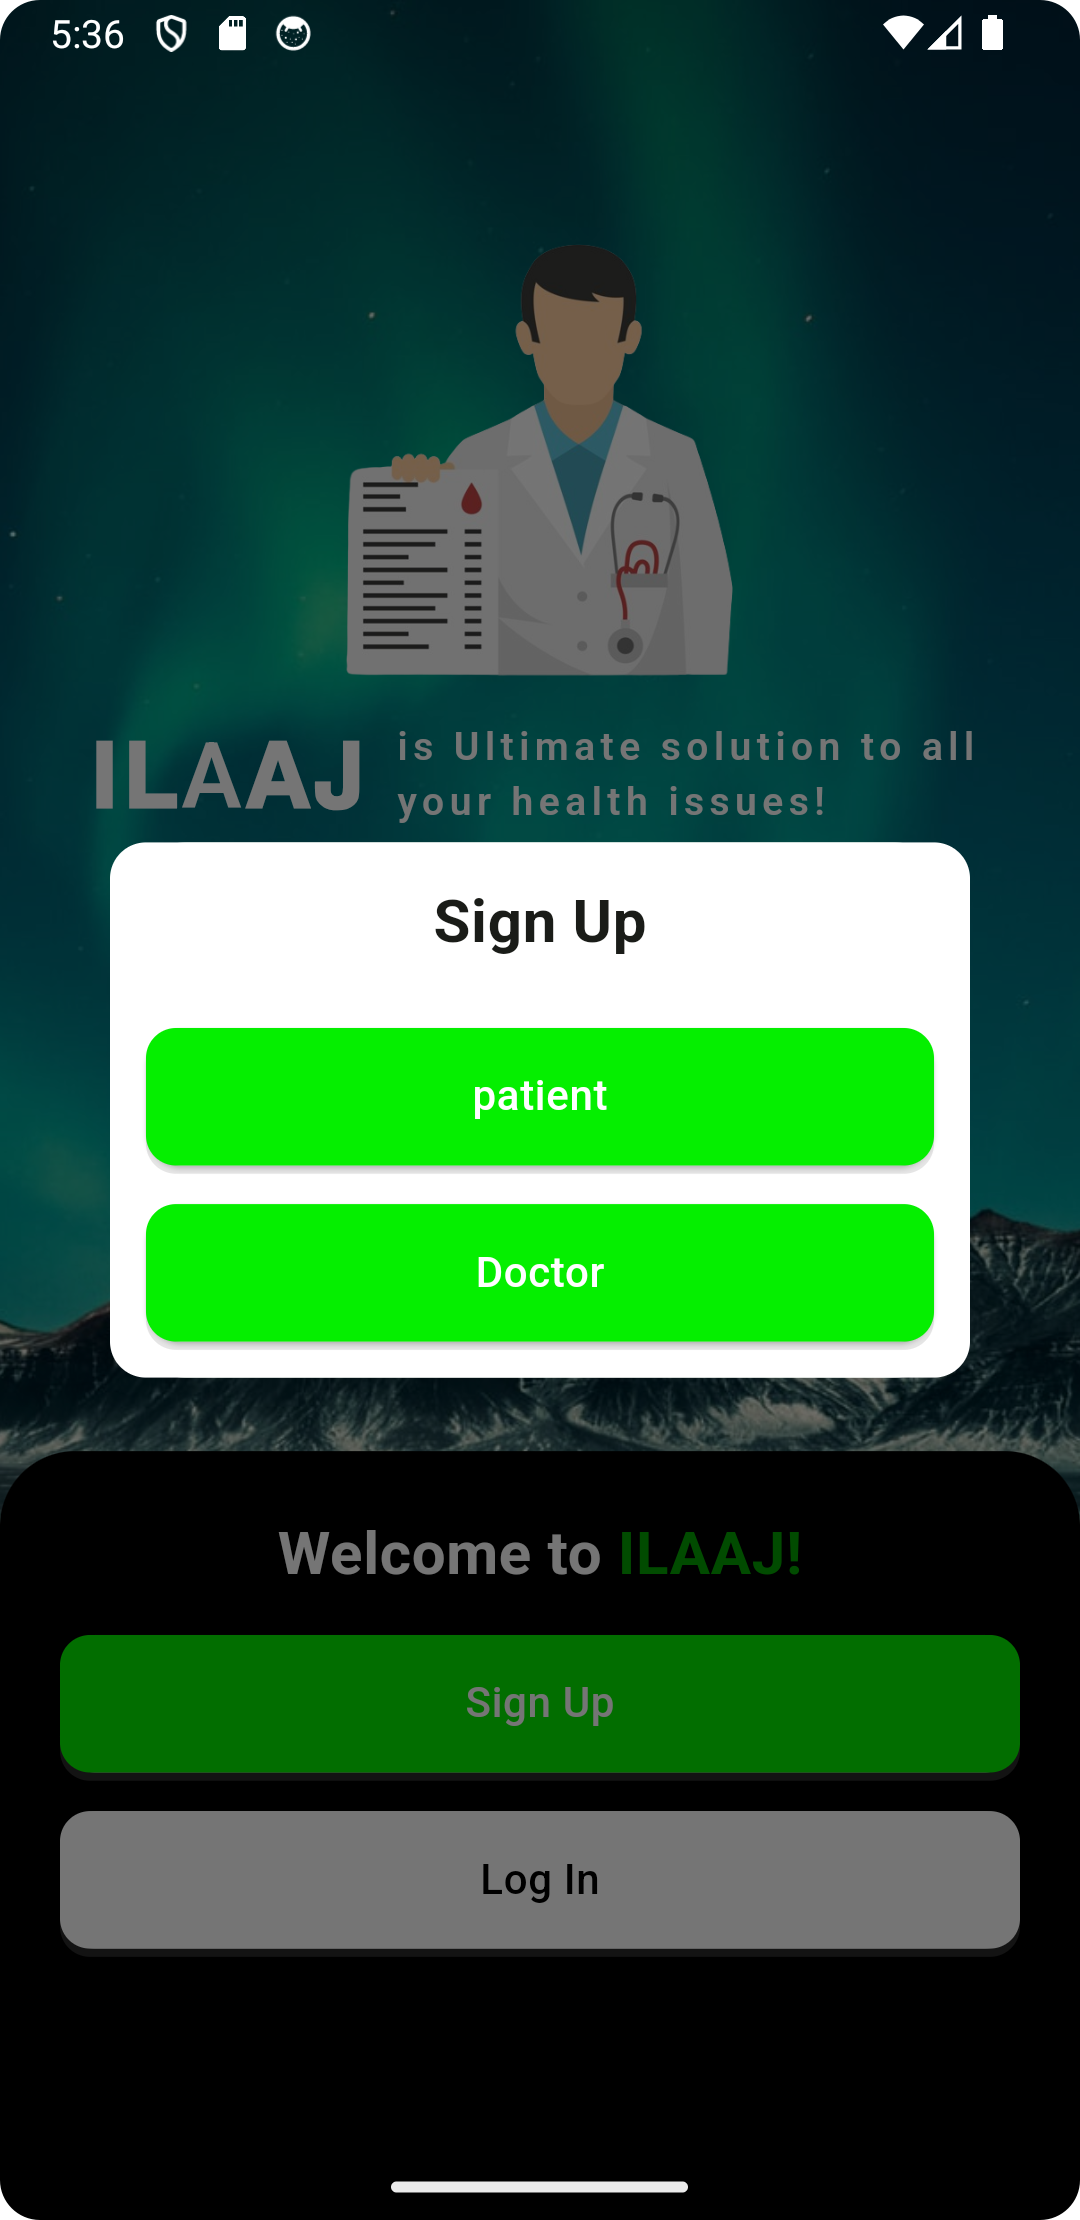 5:36
ILAAJ
is Ultimate solution to all
your health issues!
Sign Up
patient
Doctor
Welcome to ILAAJ!
Sign Up
Log In